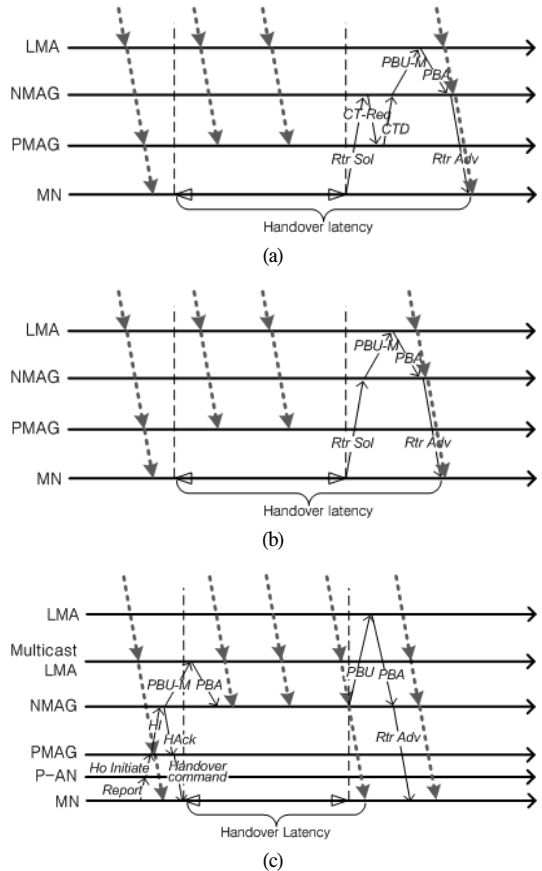 LMA
PBU-M
PBA
NMAG
CT-Req
CTD
PMAG
Rtr Sol
Rtr Adv
MN
Handover latency
(a)
LMA
PBU-M
PBA
NMAG
PMAG
Rtr Sol
Rtr Adv
MN
Handover latency
(b)
LMA
Multicast
LMA
PBU-M
PBA
PBU
PBA
NMAG
HI
HAck
Rtr Adv
PMAG
Ho Initiate
Handover
command
P-AN
Report
MN
Handover Latency
(c)